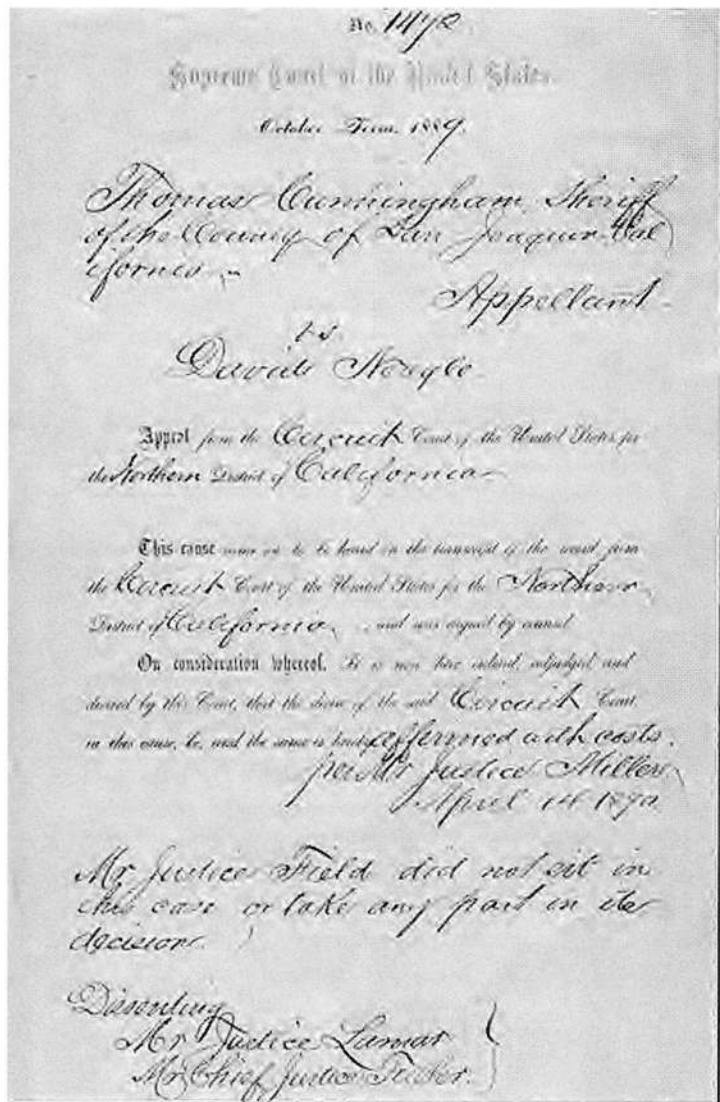 No. 1472
Supreme Court of the United States.
October Term, 1889.
Thomas Cunningham, Sheriff
of the County of San Joaquin Cal
ifornia
Appellant
vs.
David Neagle
Appeal from the Circuit Court of the United States for
the Northern District of California
This cause came on to be heard on the transcript of the record from
the Circuit Court of the United States for the Northern
District of California, and was argued by counsel
On consideration whereof, It is now here ordered, adjudged and
decreed by this Court, that the decree of the said Circuit Court
in this cause, be, and the same is hereby affirmed with costs.
per Mr Justice Miller
April 14 1890
Mr Justice Field did not sit in
this case or take any part in its
decision
Dissenting
Mr Justice Lamar
Mr Chief Justice Fuller.